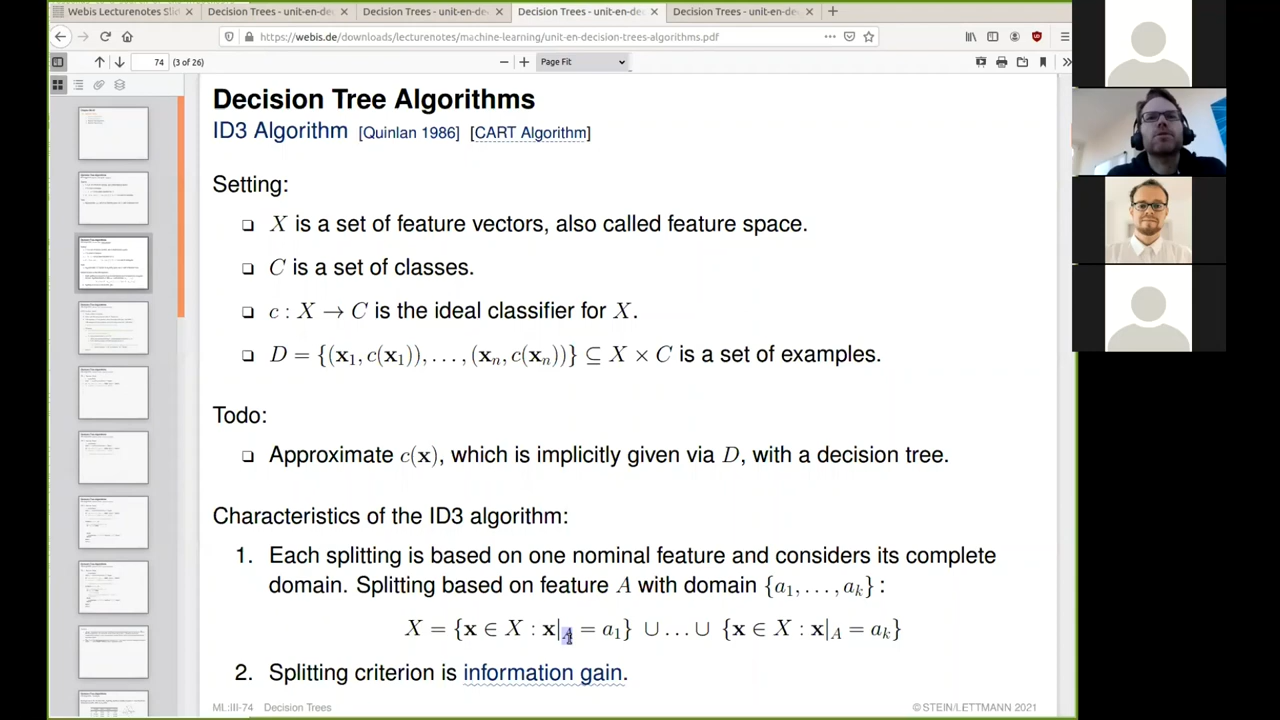 Webis Lecturenotes Sli
Decision Trees - unit-en-de
Decision Trees - unit-en-de
Decision Trees - unit-en-de
Decision Trees - unit-en-de
https://webis.de/downloads/lecturenotes/machine-learning/unit-en-decision-trees-algorithms.pdf
74 (3 of 26) Page Fit
Decision Tree Algorithms
ID3 Algorithm [Quinlan 1986] [CART Algorithm]
Setting:
❑ X is a set of feature vectors, also called feature space.
❑ C is a set of classes.
❑ c : X → C is the ideal classifier for X.
❑ D = {(x₁, c(x₁)), . . . , (xₙ, c(xₙ))} ⊆ X × C is a set of examples.
Todo:
❑ Approximate c(x), which is implicitly given via D, with a decision tree.
Characteristics of the ID3 algorithm:
1. Each splitting is based on one nominal feature and considers its complete
domain. Splitting based on feature A with domain {a₁, . . . , aₖ} :
X = {x ∈ X : x|_A = a₁} ∪ . . . ∪ {x ∈ X : x|_A = aₖ}
2. Splitting criterion is information gain.
ML:III-74 Decision Trees © STEIN/LETTMANN 2021